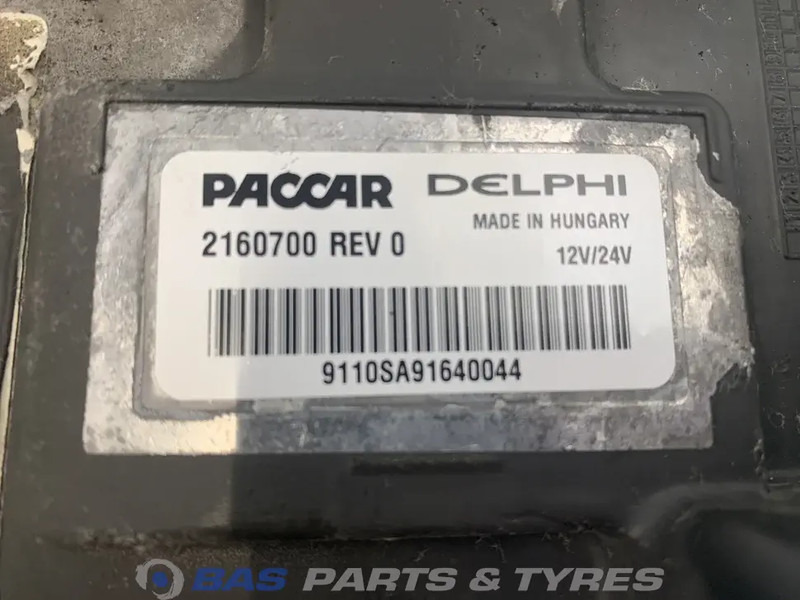 PACCAR DELPHI
MADE IN HUNGARY
2160700 REV 0
12V/24V
9110SA91640044
BAS PARTS & TYRES